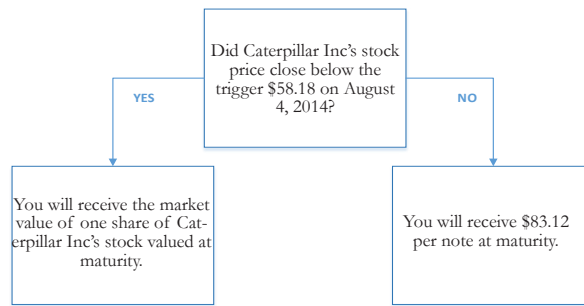 Did Caterpillar Inc's stock
price close below the
trigger $58.18 on August
4, 2014?
YES
NO
You will receive the market
value of one share of Cat-
erpillar Inc's stock valued at
maturity.
You will receive $83.12
per note at maturity.